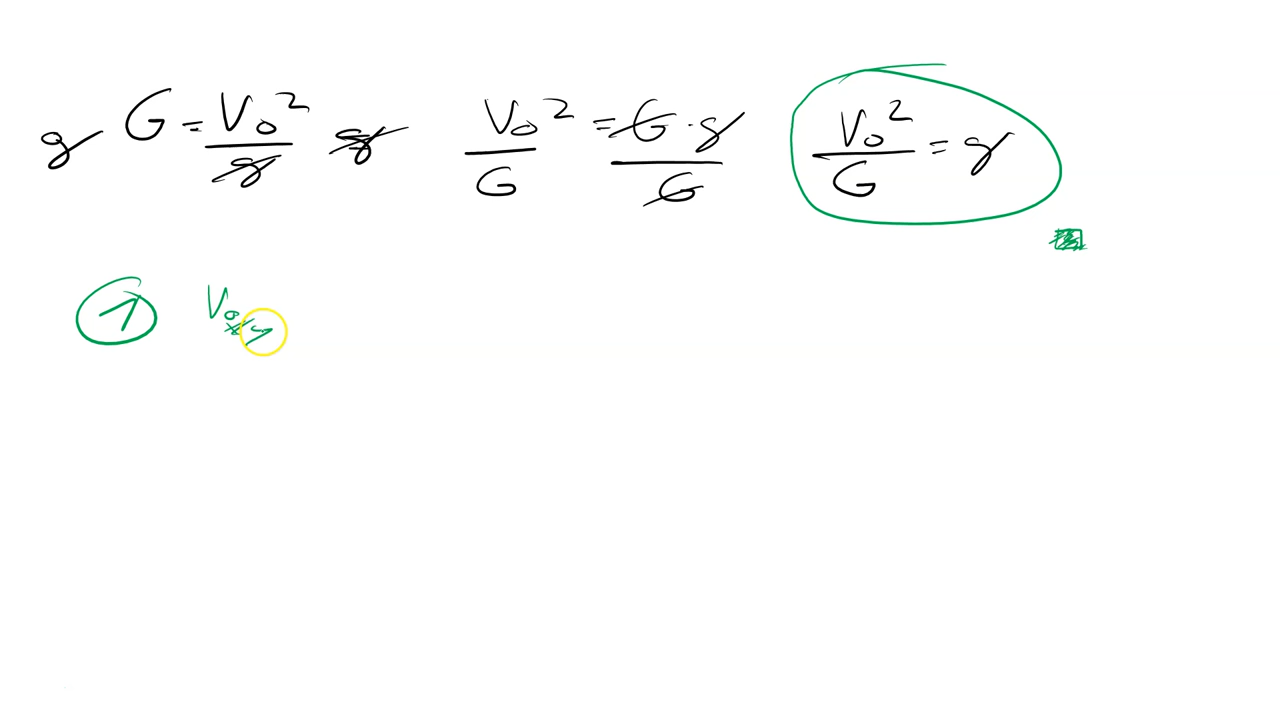 g G = V₀² / g g   V₀² / G = G · g / G   V₀² / G = g
1 V₀